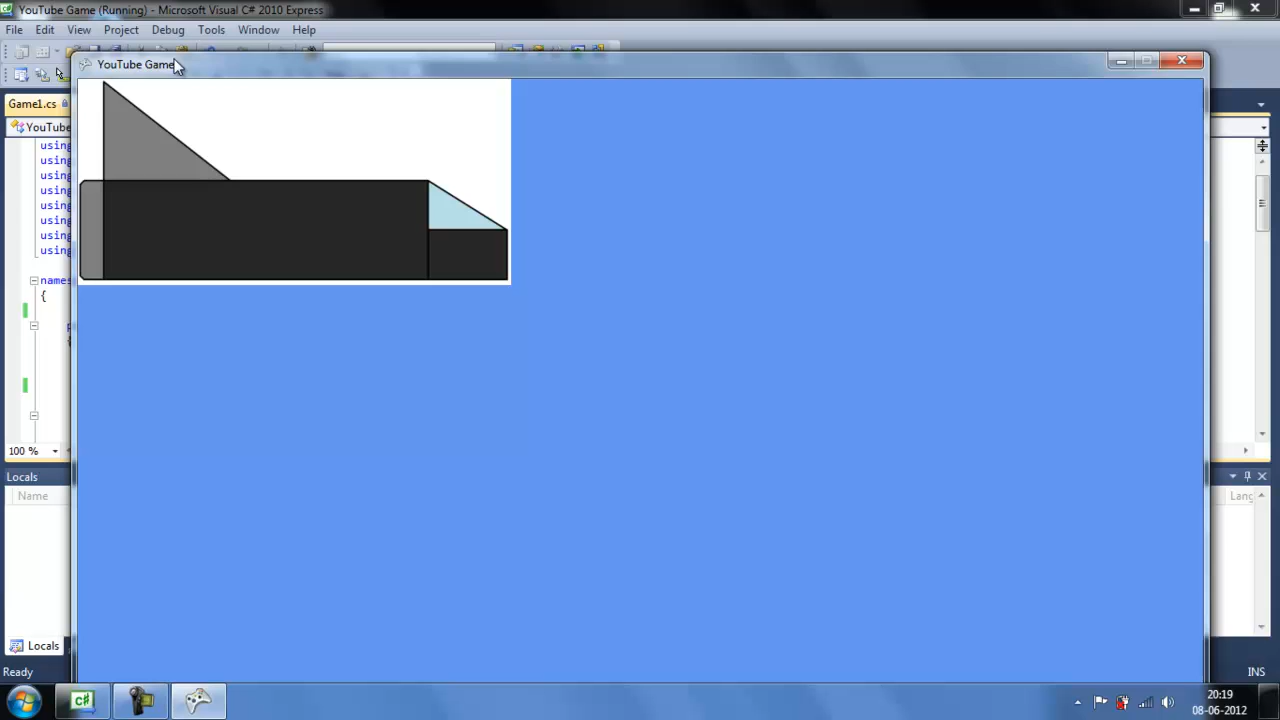 YouTube Game (Running) - Microsoft Visual C# 2010 Express
File Edit View Project Debug Tools Window Help
YouTube Game
Game1.cs
YouTube
using
using
using
using
using
using
using
using
names
{
100 %
Locals
Name
Lang
Locals
Ready
INS
C#
20:19
08-06-2012